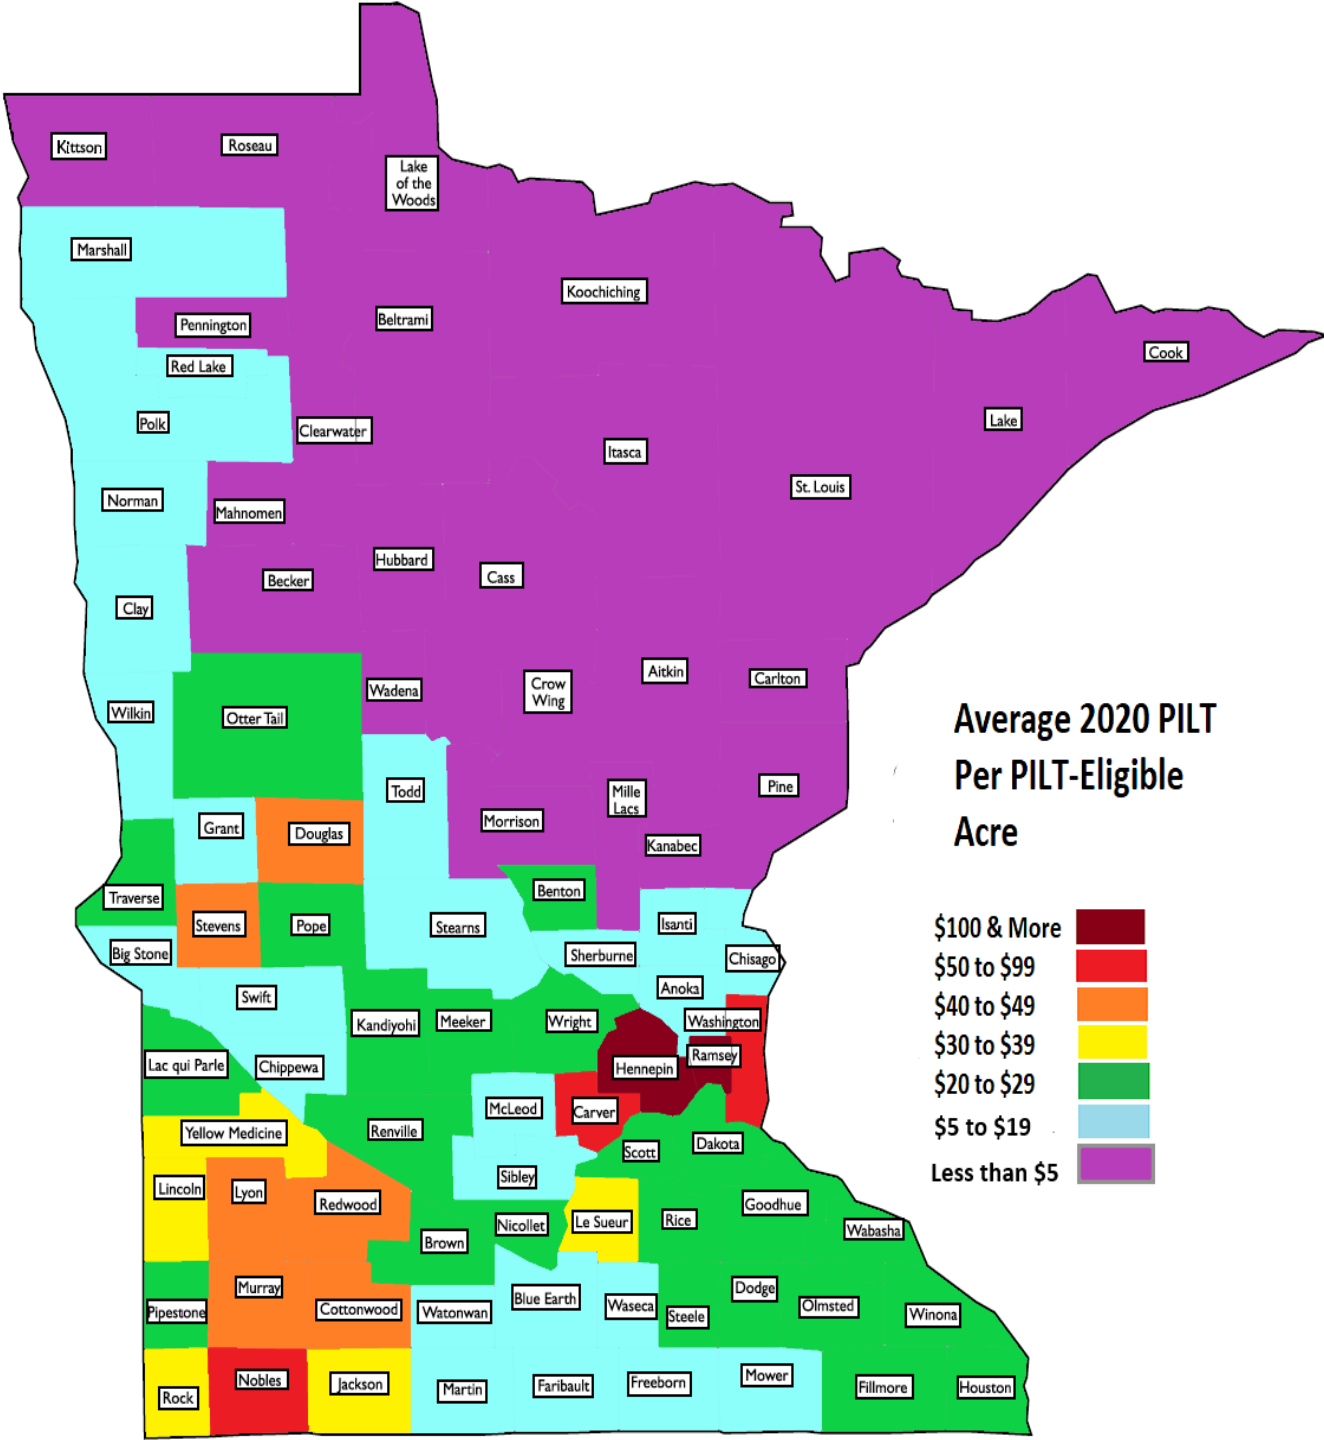 Kittson
Roseau
Lake
of the
Woods
Marshall
Koochiching
Pennington
Beltrami
Cook
Red Lake
Polk
Clearwater
Lake
Itasca
St. Louis
Norman
Mahnomen
Hubbard
Cass
Becker
Clay
Aitkin
Carlton
Wadena
Crow
Wing
Wilkin
Otter Tail
Average 2020 PILT
Per PILT-Eligible
Acre
Todd
Mille
Lacs
Pine
Grant
Douglas
Morrison
Kanabec
Traverse
Benton
Stevens
Pope
Stearns
Isanti
Big Stone
Sherburne
Chisago
$100 & More
$50 to $99
$40 to $49
$30 to $39
$20 to $29
$5 to $19
Less than $5
Swift
Anoka
Kandiyohi
Meeker
Wright
Washington
Lac qui Parle
Chippewa
Hennepin
Ramsey
McLeod
Carver
Yellow Medicine
Renville
Scott
Dakota
Lincoln
Lyon
Redwood
Sibley
Nicollet
Le Sueur
Rice
Goodhue
Wabasha
Brown
Murray
Pipestone
Cottonwood
Watonwan
Blue Earth
Waseca
Steele
Dodge
Olmsted
Winona
Rock
Nobles
Jackson
Martin
Faribault
Freeborn
Mower
Fillmore
Houston